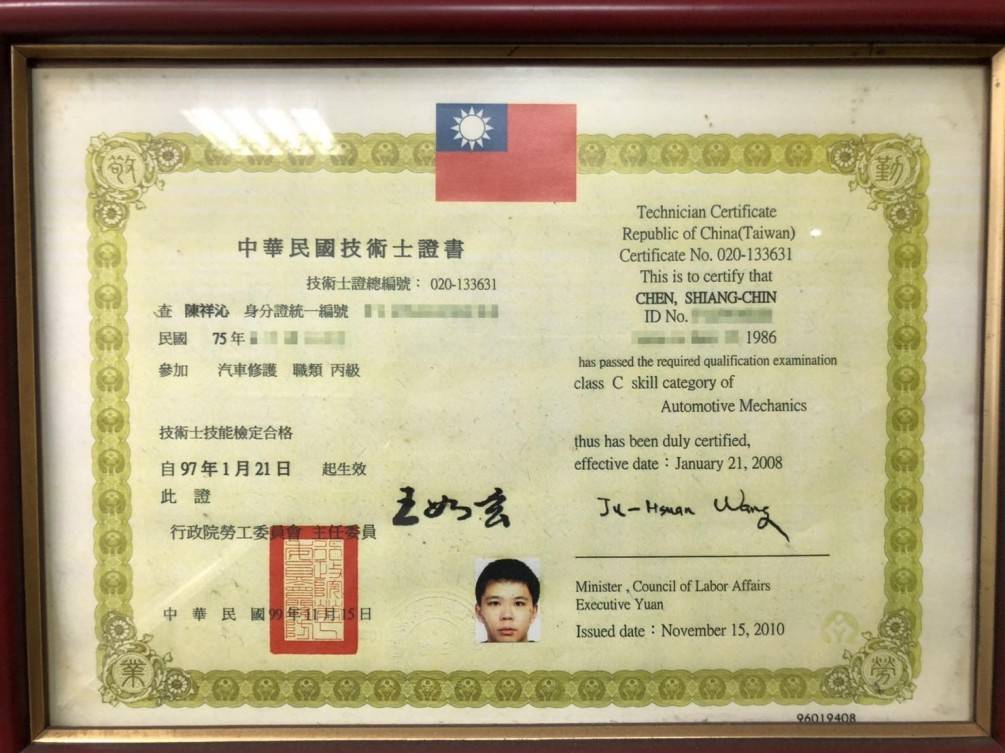 敬
勤
中華民國技術士證書
技術士證總編號： 020-133631
查 陳祥沁 身分證統一編號
民國 75年
參加 汽車修護 職類 丙級
技術士技能檢定合格
自97年1月21日 起生效
此 證
行政院勞工委員會 主任委員
王如玄
中 華 民 國99年11月15日
Technician Certificate
Republic of China(Taiwan)
Certificate No. 020-133631
This is to certify that
CHEN, SHIANG-CHIN
ID No.
1986
has passed the required qualification examination
class C skill category of
Automotive Mechanics
thus has been duly certified,
effective date：January 21, 2008
Ju-Hsuan Wang
Minister , Council of Labor Affairs
Executive Yuan
Issued date：November 15, 2010
業
勞
96019408